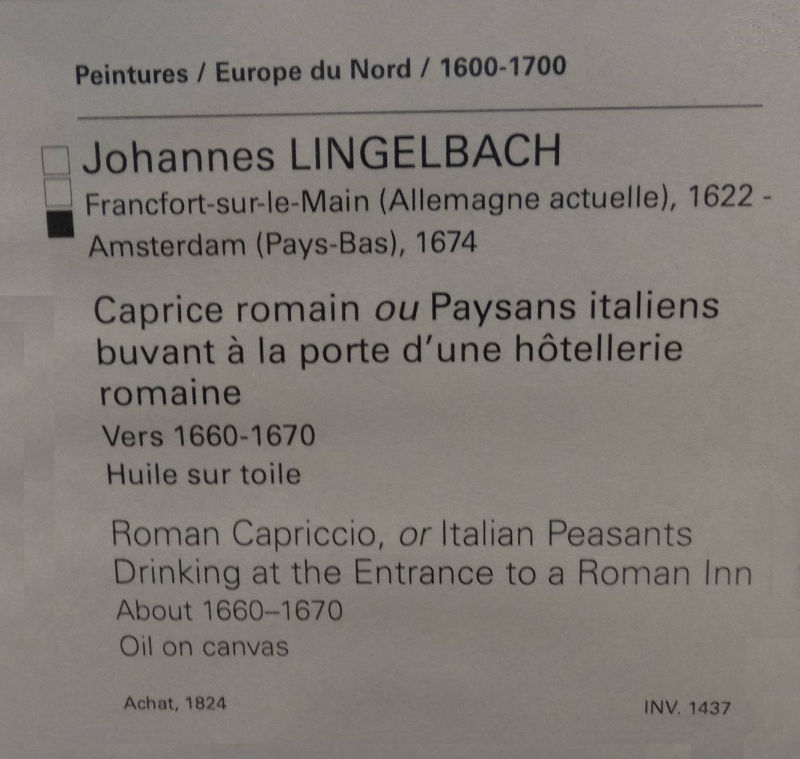 Peintures / Europe du Nord / 1600-1700
Johannes LINGELBACH
Francfort-sur-le-Main (Allemagne actuelle), 1622 -
Amsterdam (Pays-Bas), 1674
Caprice romain ou Paysans italiens
buvant à la porte d’une hôtellerie
romaine
Vers 1660-1670
Huile sur toile
Roman Capriccio, or Italian Peasants
Drinking at the Entrance to a Roman Inn
About 1660–1670
Oil on canvas
Achat, 1824 INV. 1437